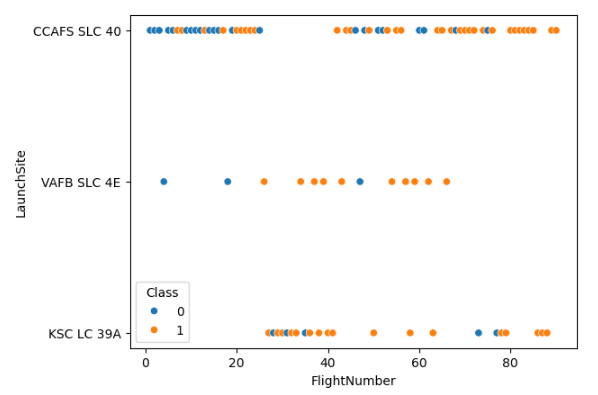 CCAFS SLC 40
VAFB SLC 4E
KSC LC 39A
LaunchSite
Class
0
1
0 20 40 60 80
FlightNumber